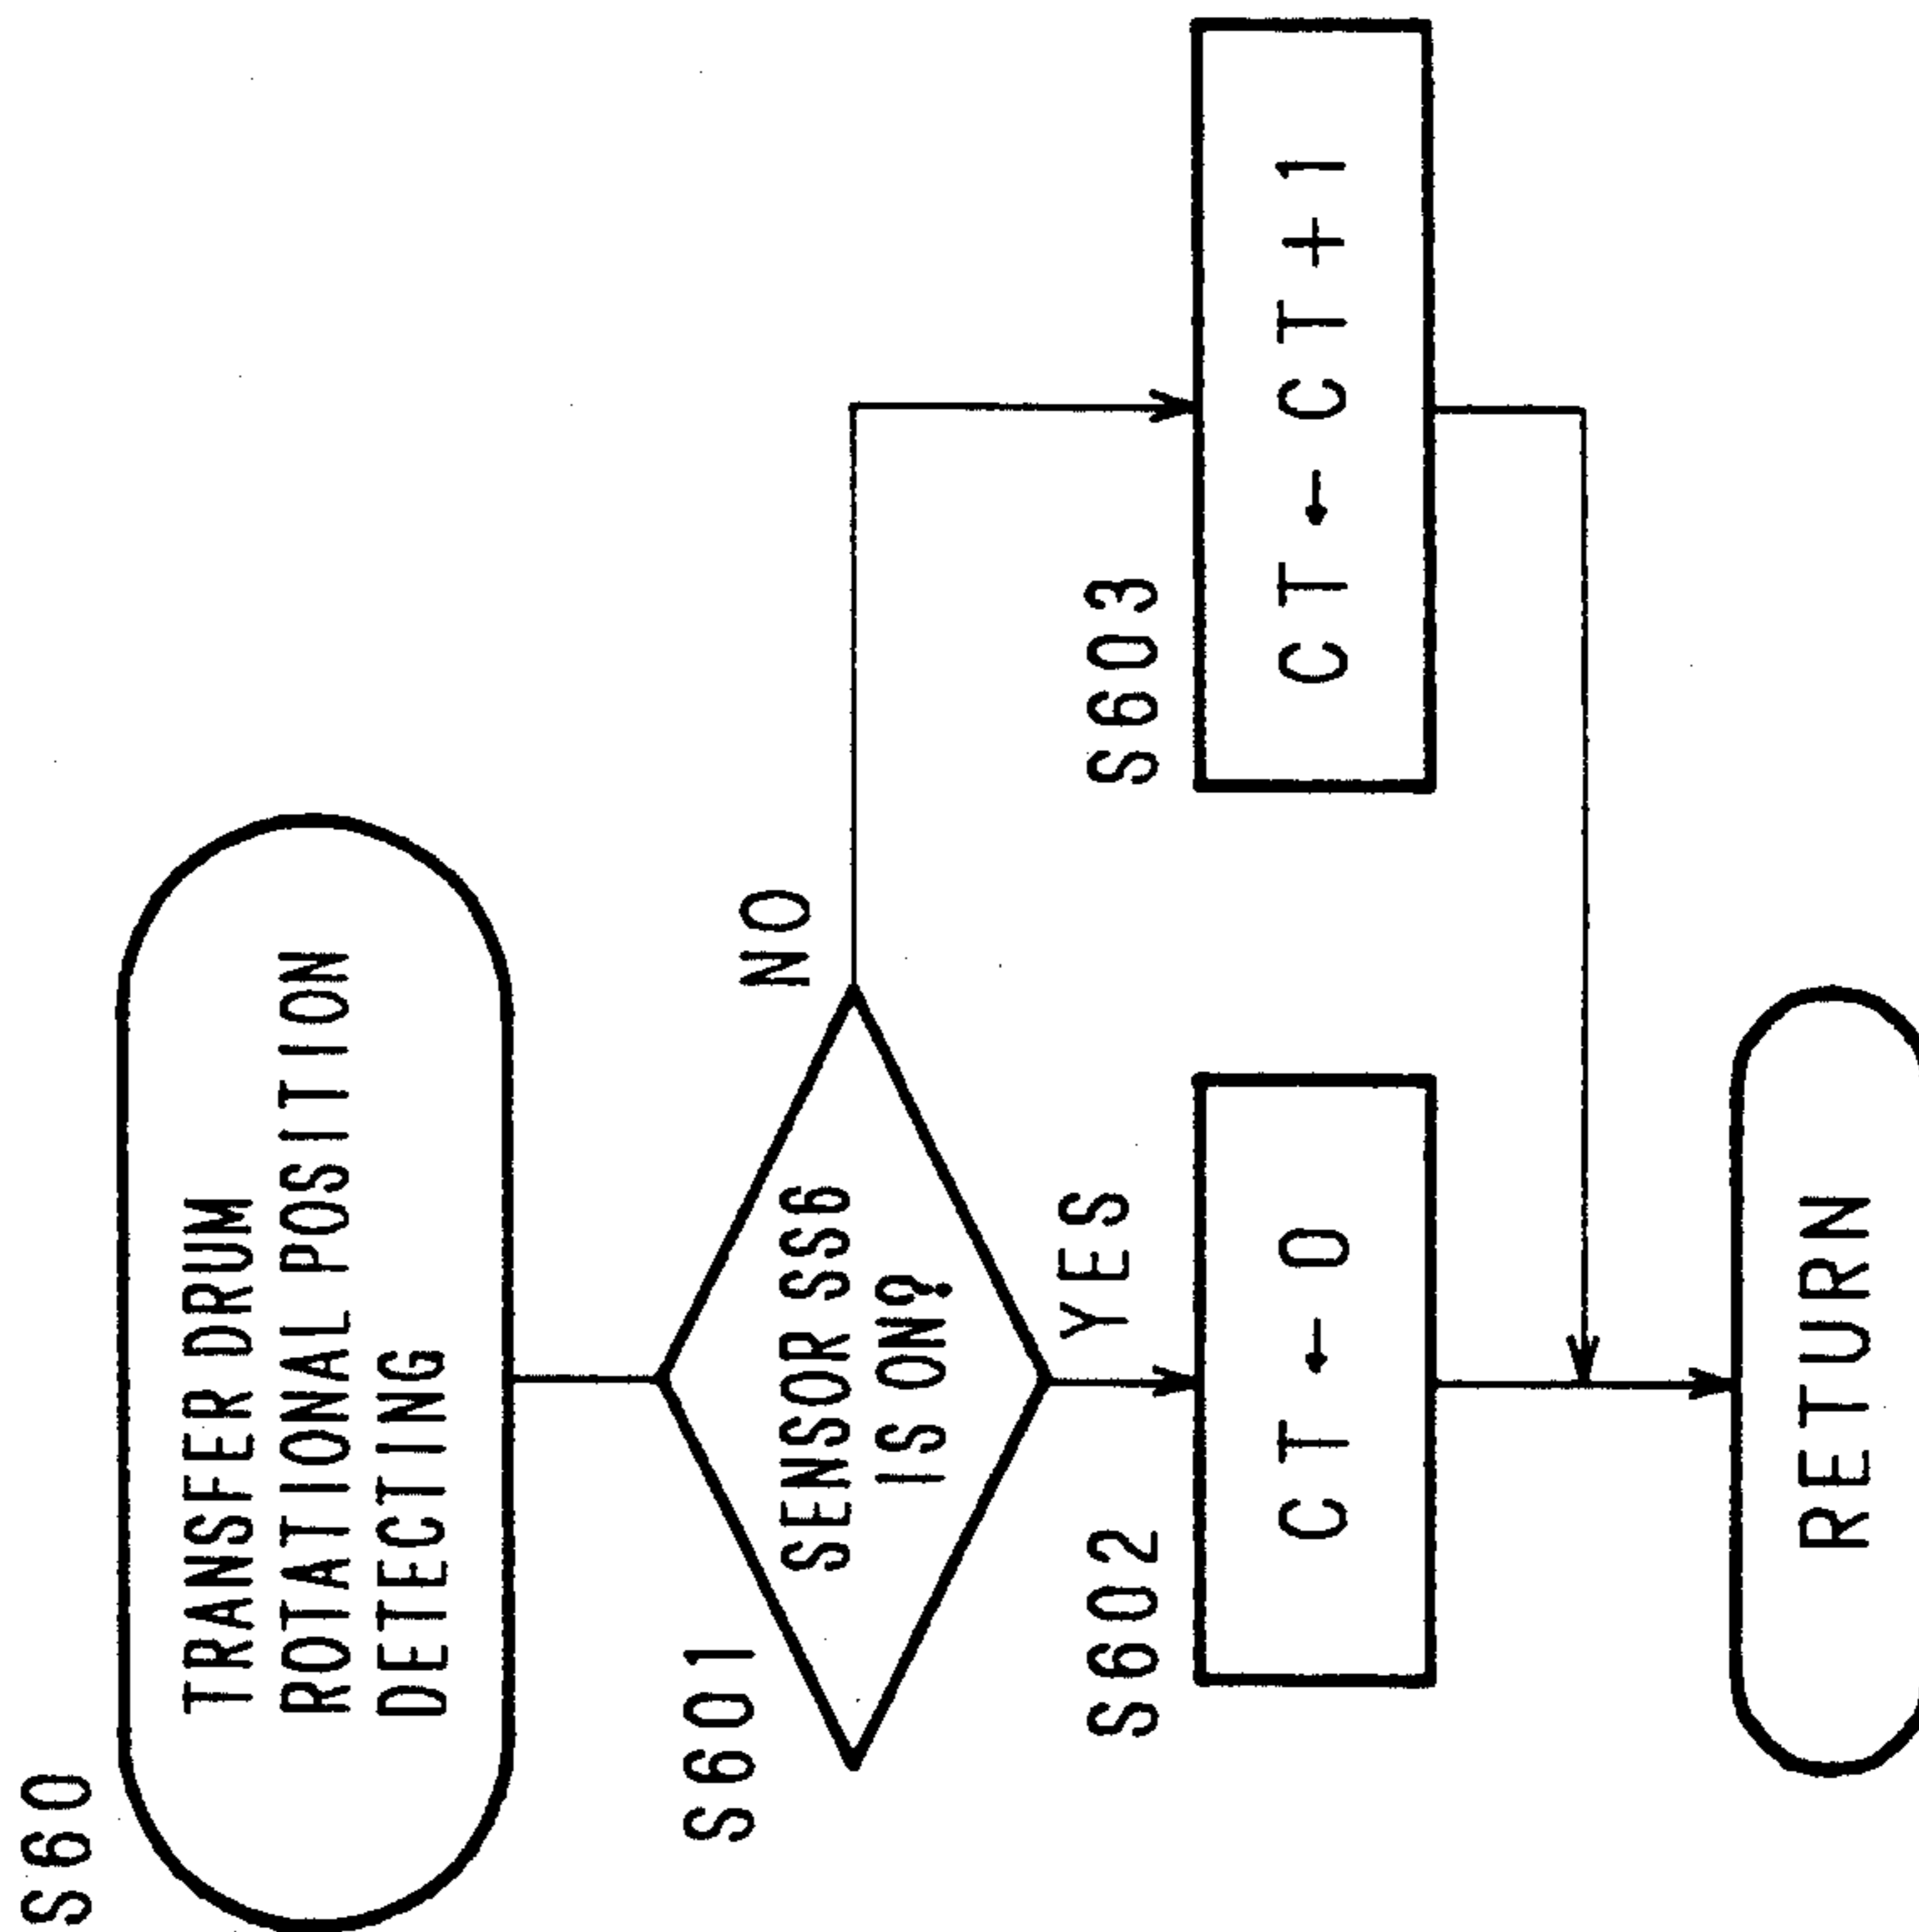 S60
TRANSFER DRUM
ROTATIONAL POSITION
DETECTING
S601
SENSOR SS6
IS ON?
NO
YES
S602
CT ← 0
S603
CT ← CT + 1
RETURN